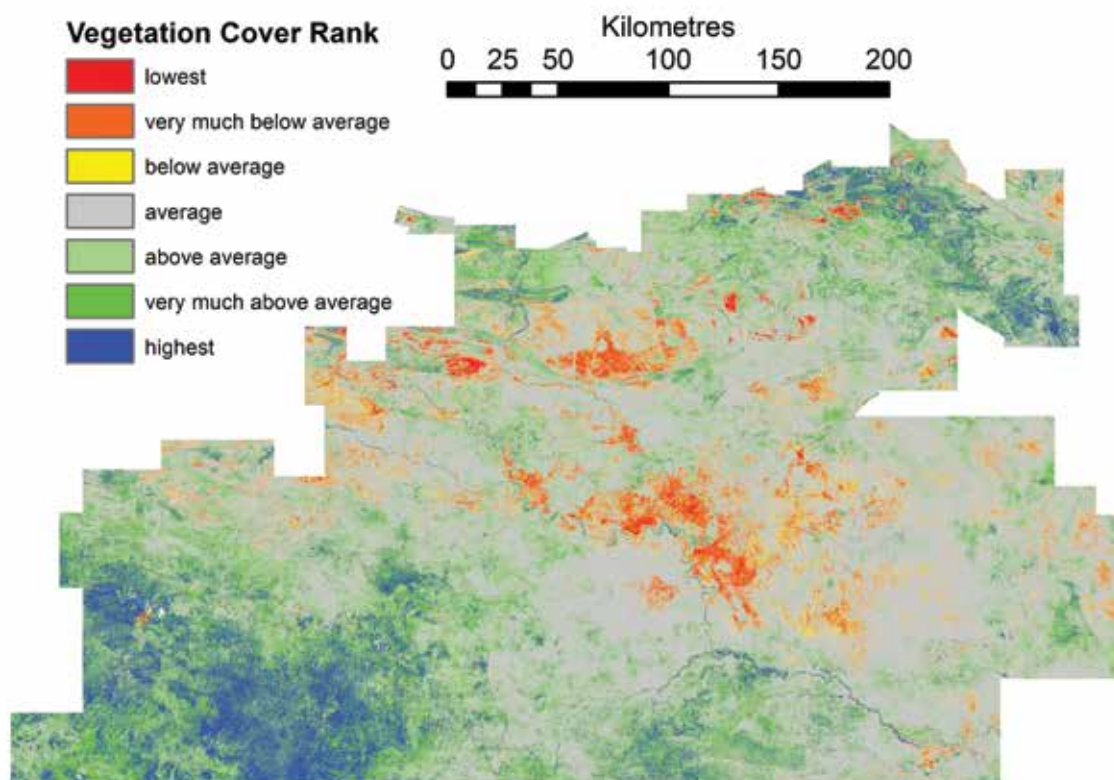 Vegetation Cover Rank
lowest
very much below average
below average
average
above average
very much above average
highest
Kilometres
0 25 50 100 150 200